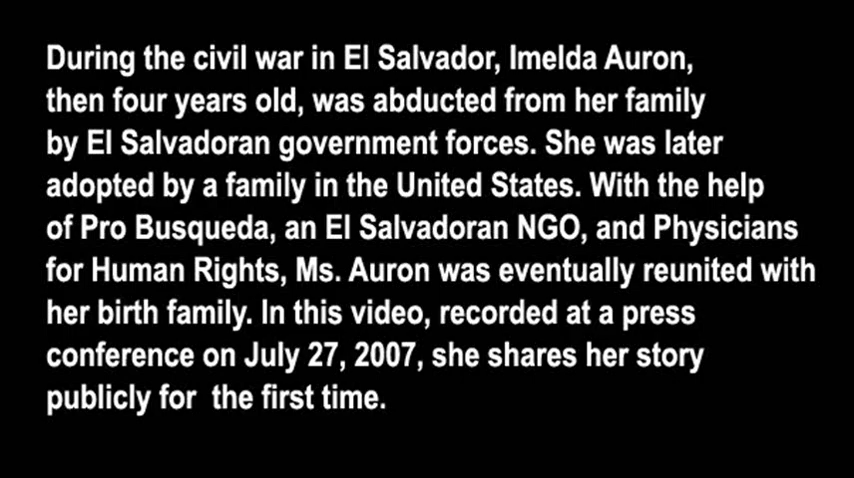 During the civil war in El Salvador, Imelda Auron,
then four years old, was abducted from her family
by El Salvadoran government forces. She was later
adopted by a family in the United States. With the help
of Pro Busqueda, an El Salvadoran NGO, and Physicians
for Human Rights, Ms. Auron was eventually reunited with
her birth family. In this video, recorded at a press
conference on July 27, 2007, she shares her story
publicly for  the first time.